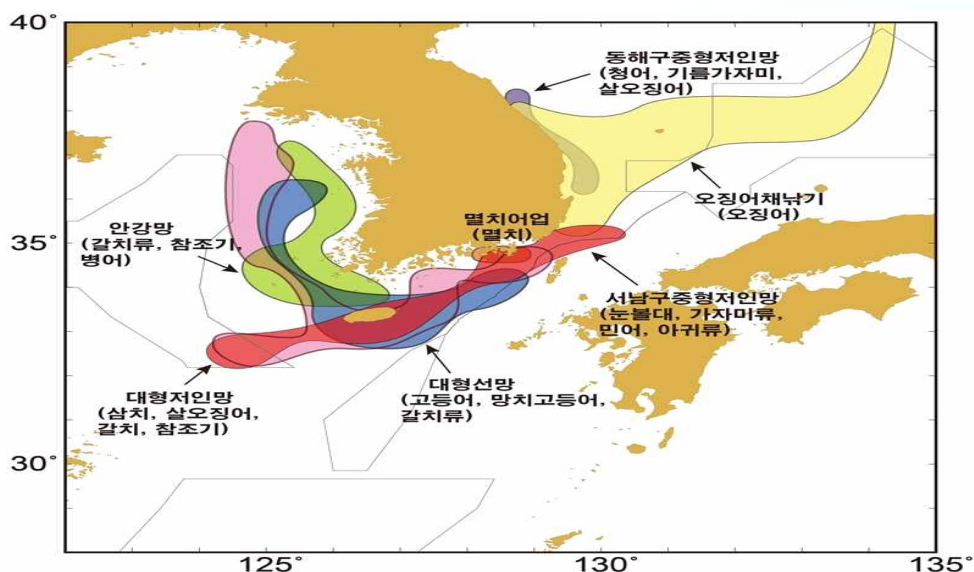 40°
35°
30°
125°
130°
135°
동해구중형저인망
(청어, 기름가자미,
살오징어)
오징어채낚기
(오징어)
멸치어업
(멸치)
안강망
(갈치류, 참조기,
병어)
서남구중형저인망
(눈볼대, 가자미류,
민어, 아귀류)
대형선망
(고등어, 망치고등어,
갈치류)
대형저인망
(삼치, 살오징어,
갈치, 참조기)